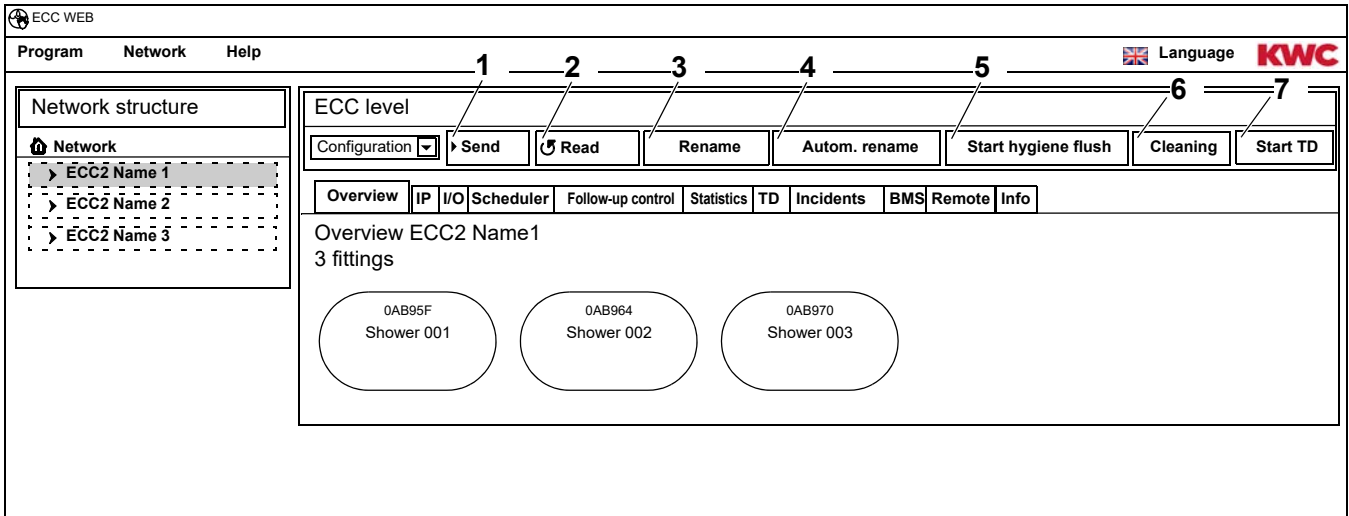 ECC WEB
Program Network Help Language KWC
1 2 3 4 5 6 7
Network structure
Network
ECC2 Name 1
ECC2 Name 2
ECC2 Name 3
ECC level
Configuration Send Read Rename Autom. rename Start hygiene flush Cleaning Start TD
Overview IP I/O Scheduler Follow-up control Statistics TD Incidents BMS Remote Info
Overview ECC2 Name1
3 fittings
0AB95F
Shower 001
0AB964
Shower 002
0AB970
Shower 003